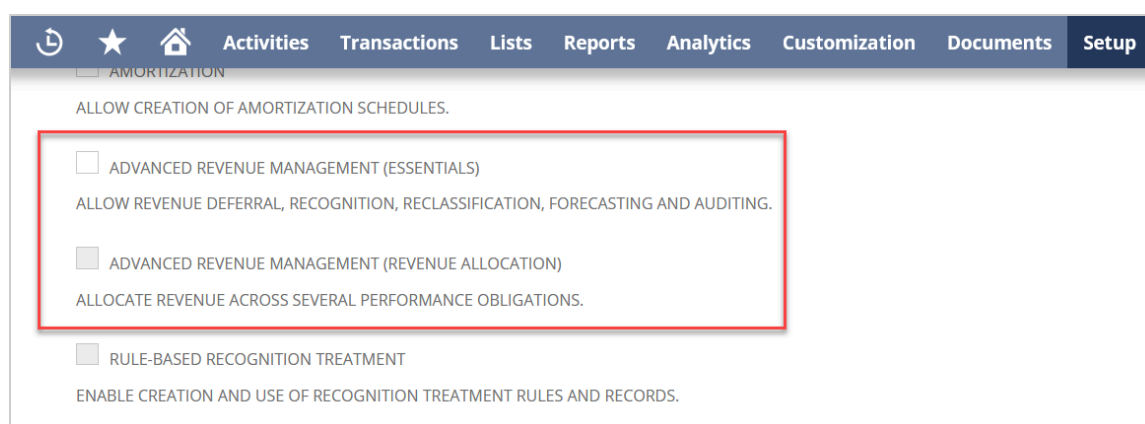 Activities Transactions Lists Reports Analytics Customization Documents Setup
AMORTIZATION
ALLOW CREATION OF AMORTIZATION SCHEDULES.
ADVANCED REVENUE MANAGEMENT (ESSENTIALS)
ALLOW REVENUE DEFERRAL, RECOGNITION, RECLASSIFICATION, FORECASTING AND AUDITING.
ADVANCED REVENUE MANAGEMENT (REVENUE ALLOCATION)
ALLOCATE REVENUE ACROSS SEVERAL PERFORMANCE OBLIGATIONS.
RULE-BASED RECOGNITION TREATMENT
ENABLE CREATION AND USE OF RECOGNITION TREATMENT RULES AND RECORDS.